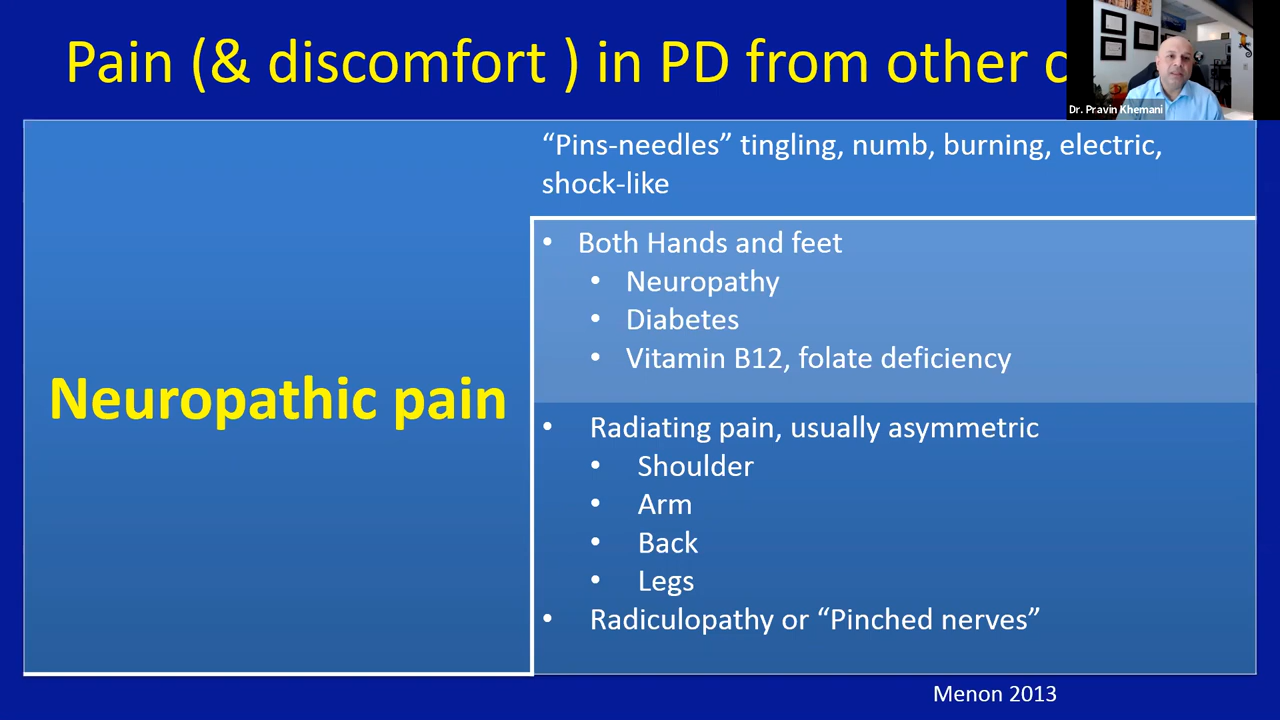 Pain (& discomfort ) in PD from other
Dr. Pravin Khemani
“Pins-needles” tingling, numb, burning, electric,
shock-like
Neuropathic pain
• Both Hands and feet
• Neuropathy
• Diabetes
• Vitamin B12, folate deficiency
• Radiating pain, usually asymmetric
• Shoulder
• Arm
• Back
• Legs
• Radiculopathy or “Pinched nerves”
Menon 2013